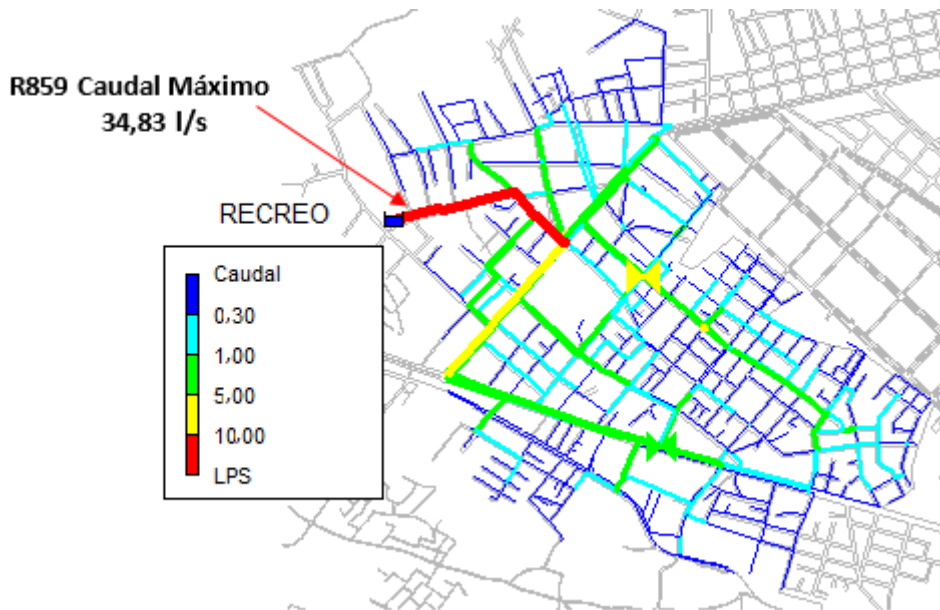 R859 Caudal Máximo
34,83 l/s
RECREO
Caudal
0.30
1.00
5.00
10.00
LPS